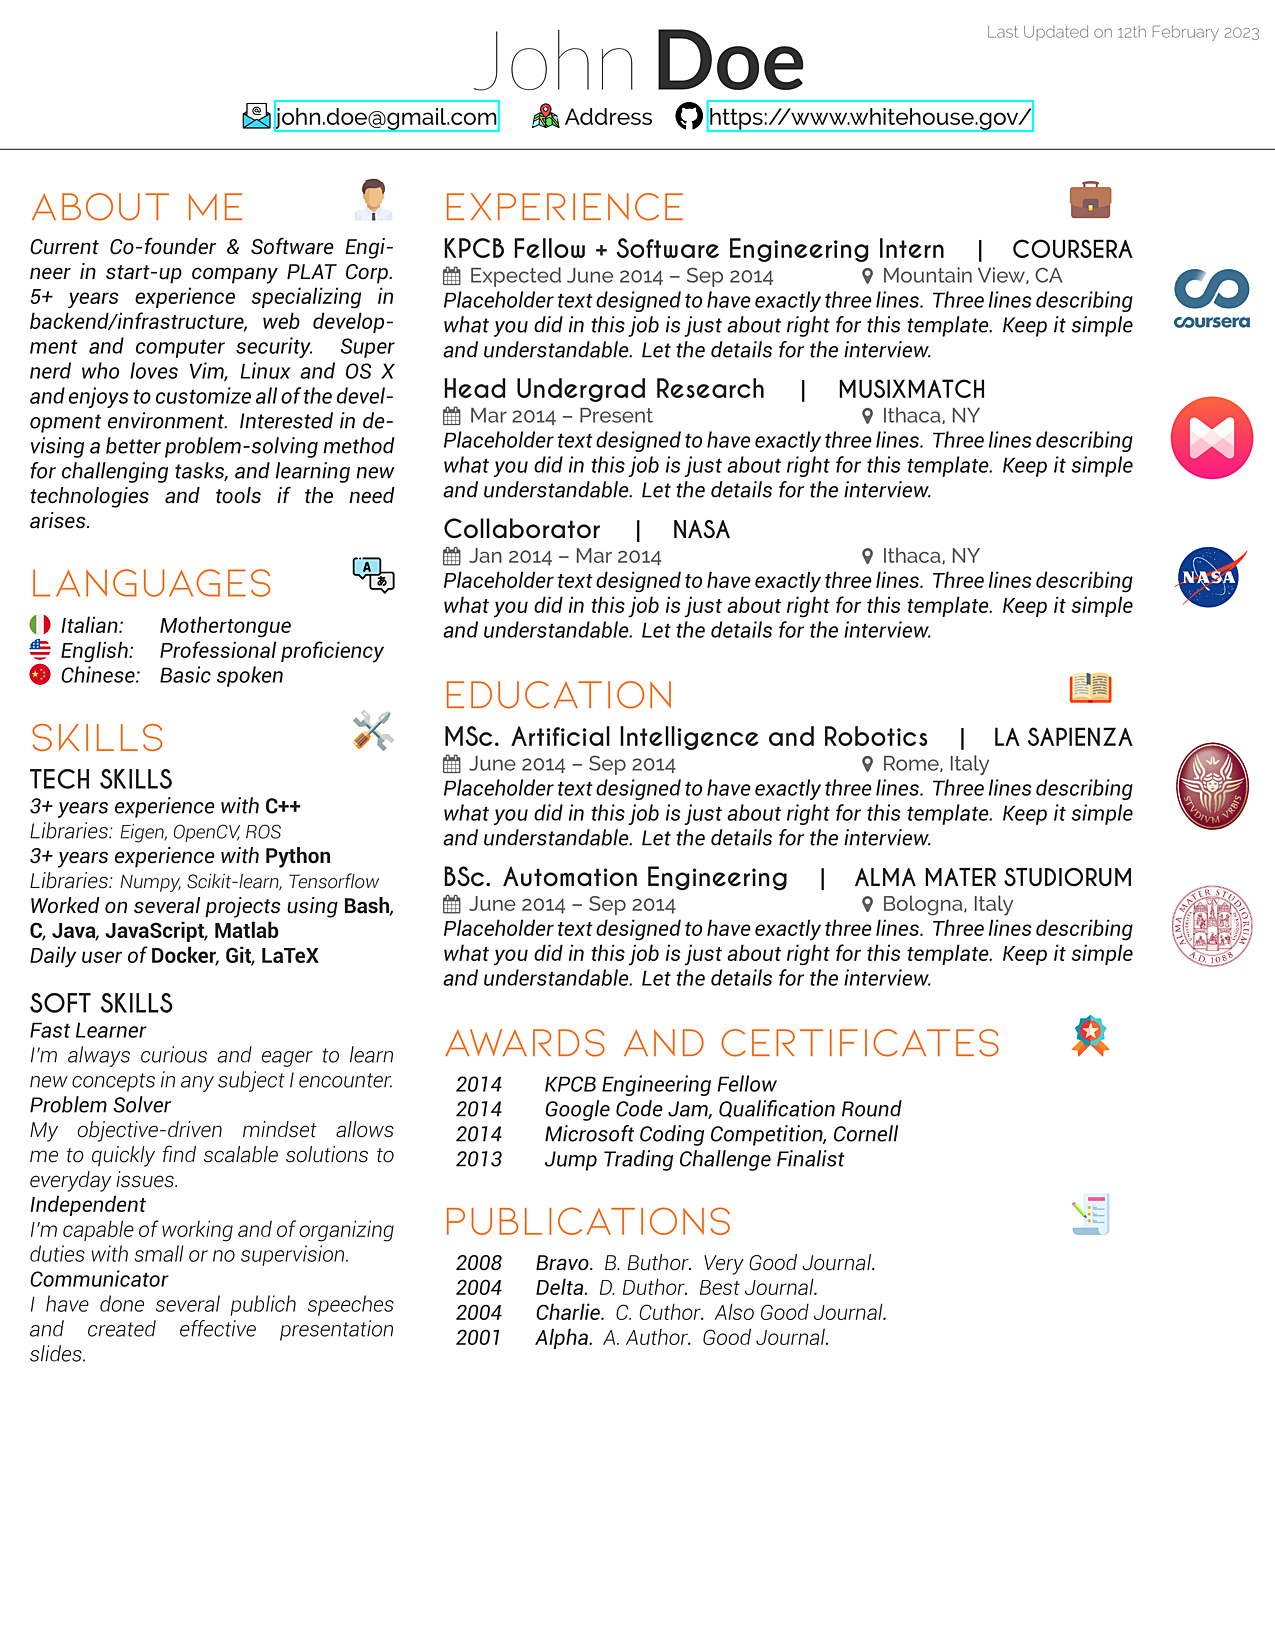 Last Updated on 12th February 2023
John Doe
john.doe@gmail.com Address https://www.whitehouse.gov/
ABOUT ME
Current Co-founder & Software Engi-
neer in start-up company PLAT Corp.
5+ years experience specializing in
backend/infrastructure, web develop-
ment and computer security. Super
nerd who loves Vim, Linux and OS X
and enjoys to customize all of the devel-
opment environment. Interested in de-
vising a better problem-solving method
for challenging tasks, and learning new
technologies and tools if the need
arises.
LANGUAGES
Italian: Mothertongue
English: Professional proficiency
Chinese: Basic spoken
SKILLS
TECH SKILLS
3+ years experience with C++
Libraries: Eigen, OpenCV, ROS
3+ years experience with Python
Libraries: Numpy, Scikit-learn, Tensorflow
Worked on several projects using Bash,
C, Java, JavaScript, Matlab
Daily user of Docker, Git, LaTeX
SOFT SKILLS
Fast Learner
I'm always curious and eager to learn
new concepts in any subject I encounter.
Problem Solver
My objective-driven mindset allows
me to quickly find scalable solutions to
everyday issues.
Independent
I'm capable of working and of organizing
duties with small or no supervision.
Communicator
I have done several publich speeches
and created effective presentation
slides.
EXPERIENCE
KPCB Fellow + Software Engineering Intern | COURSERA
Expected June 2014 – Sep 2014 Mountain View, CA
Placeholder text designed to have exactly three lines. Three lines describing
what you did in this job is just about right for this template. Keep it simple
and understandable. Let the details for the interview.
coursera
Head Undergrad Research | MUSIXMATCH
Mar 2014 – Present Ithaca, NY
Placeholder text designed to have exactly three lines. Three lines describing
what you did in this job is just about right for this template. Keep it simple
and understandable. Let the details for the interview.
Collaborator | NASA
Jan 2014 – Mar 2014 Ithaca, NY
Placeholder text designed to have exactly three lines. Three lines describing
what you did in this job is just about right for this template. Keep it simple
and understandable. Let the details for the interview.
NASA
EDUCATION
MSc. Artificial Intelligence and Robotics | LA SAPIENZA
June 2014 – Sep 2014 Rome, Italy
Placeholder text designed to have exactly three lines. Three lines describing
what you did in this job is just about right for this template. Keep it simple
and understandable. Let the details for the interview.
STVDIVM VRBIS
BSc. Automation Engineering | ALMA MATER STUDIORUM
June 2014 – Sep 2014 Bologna, Italy
Placeholder text designed to have exactly three lines. Three lines describing
what you did in this job is just about right for this template. Keep it simple
and understandable. Let the details for the interview.
ALMA MATER STUDIORUM
A.D. 1088
AWARDS AND CERTIFICATES
2014 KPCB Engineering Fellow
2014 Google Code Jam, Qualification Round
2014 Microsoft Coding Competition, Cornell
2013 Jump Trading Challenge Finalist
PUBLICATIONS
2008 Bravo. B. Buthor. Very Good Journal.
2004 Delta. D. Duthor. Best Journal.
2004 Charlie. C. Cuthor. Also Good Journal.
2001 Alpha. A. Author. Good Journal.